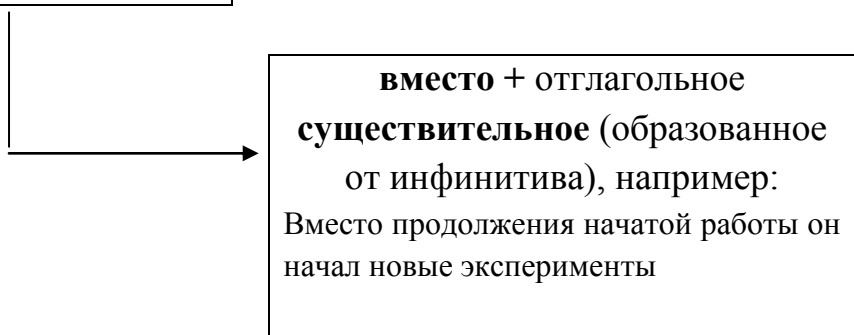 вместо + отглагольное
существительное (образованное
от инфинитива), например:
Вместо продолжения начатой работы он
начал новые эксперименты